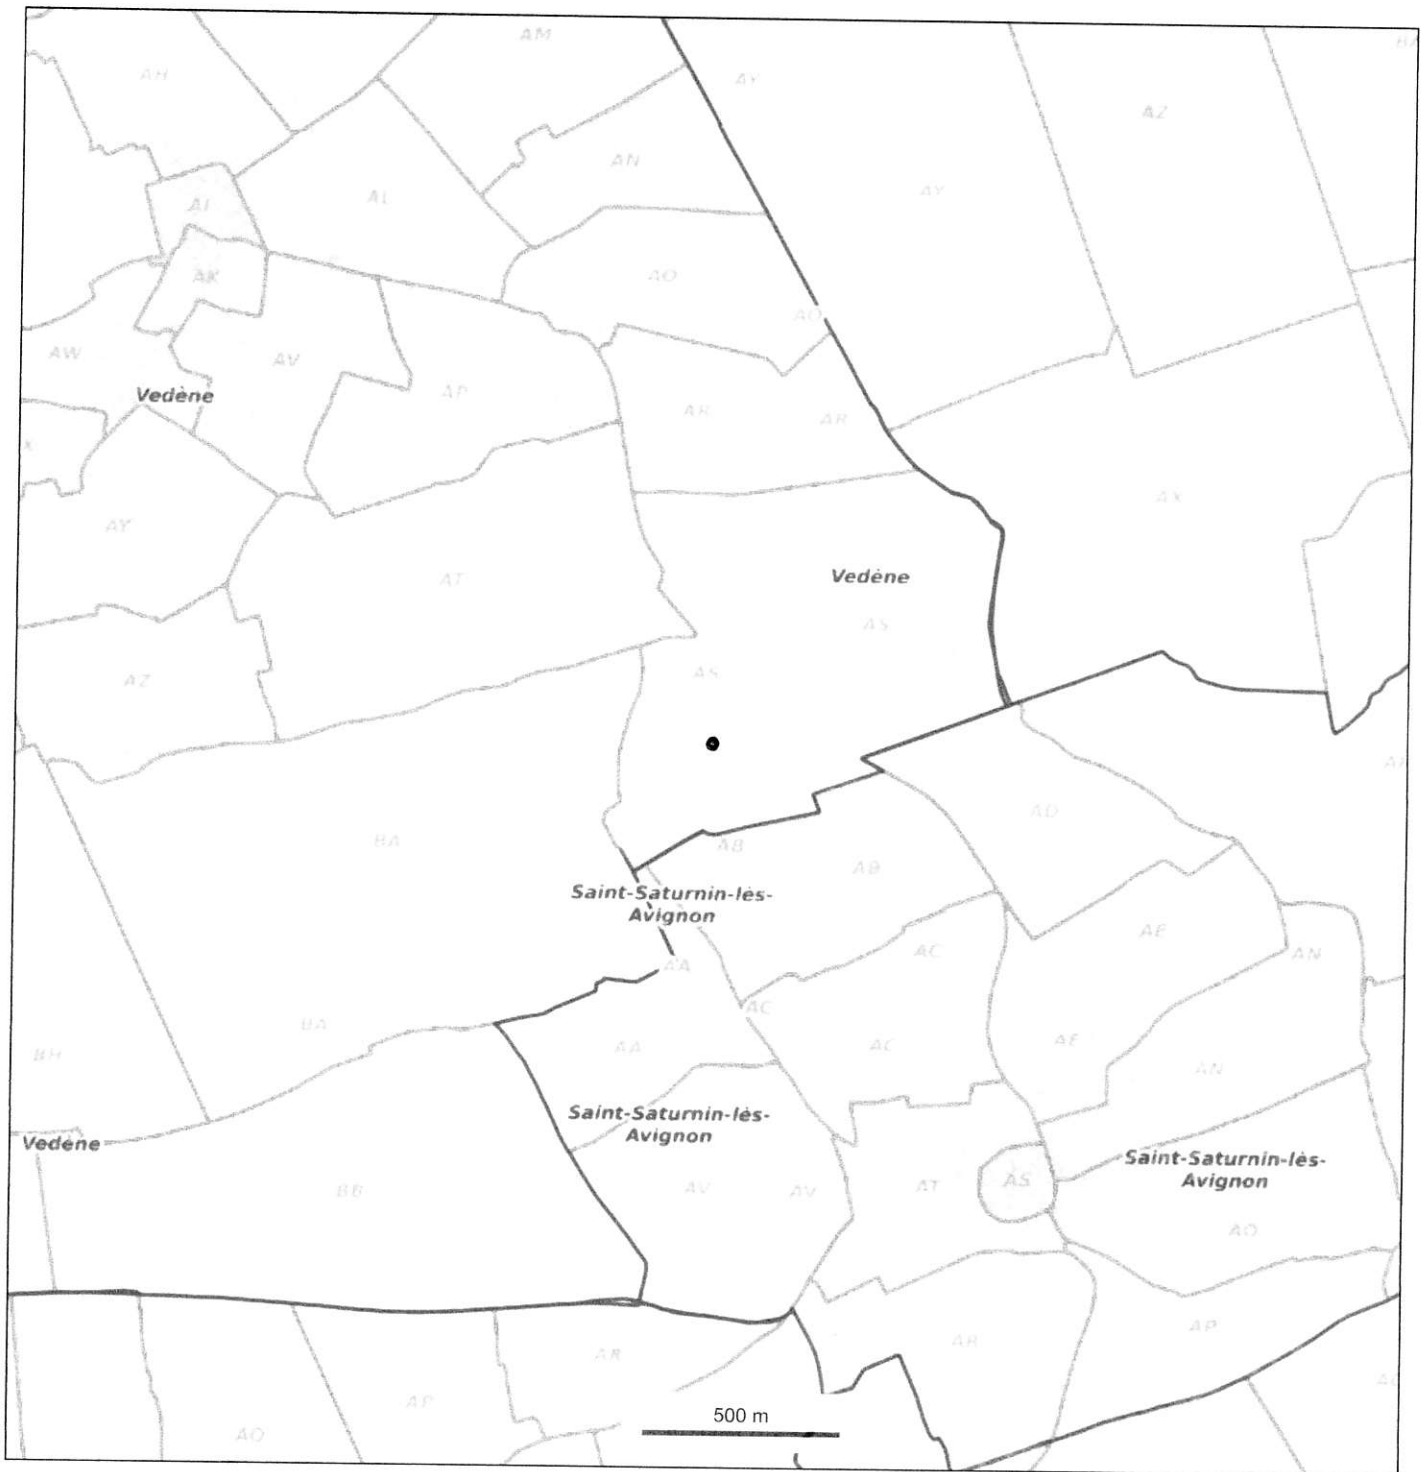 AM
AH
AY
BA
AZ
AN
AI
AL
AY
AK
AO
AO
AW
AV
AP
Vedène
AR
AR
x
AY
AX
AT
Vedène
AS
AS
AZ
AD
BA
AB
AB
Saint-Saturnin-lès-
Avignon
AE
AC
AN
AA
AC
BA
AA
AC
AE
BH
AN
Saint-Saturnin-lès-
Avignon
Vedène
Saint-Saturnin-lès-
Avignon
BB
AV
AV
AT
AS
AO
AR
AR
AP
AP
AO
500 m